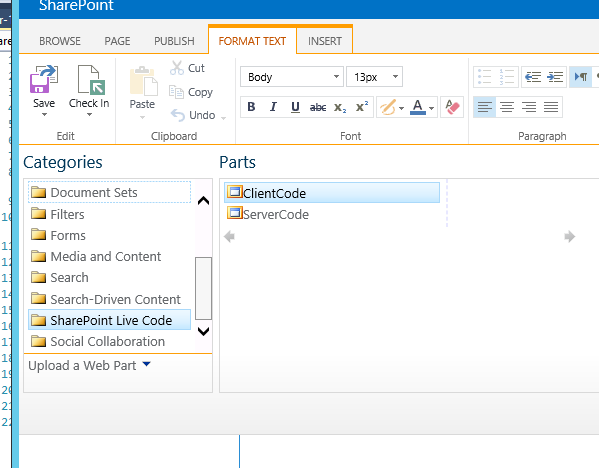 SharePoint
BROWSE PAGE PUBLISH FORMAT TEXT INSERT
Save Check In Paste Cut Copy Undo
Body 13px
B I U abc x₂ x² A
Edit Clipboard Font Paragraph
Categories
Document Sets
Filters
Forms
Media and Content
Search
Search-Driven Content
SharePoint Live Code
Social Collaboration
Upload a Web Part
Parts
ClientCode
ServerCode